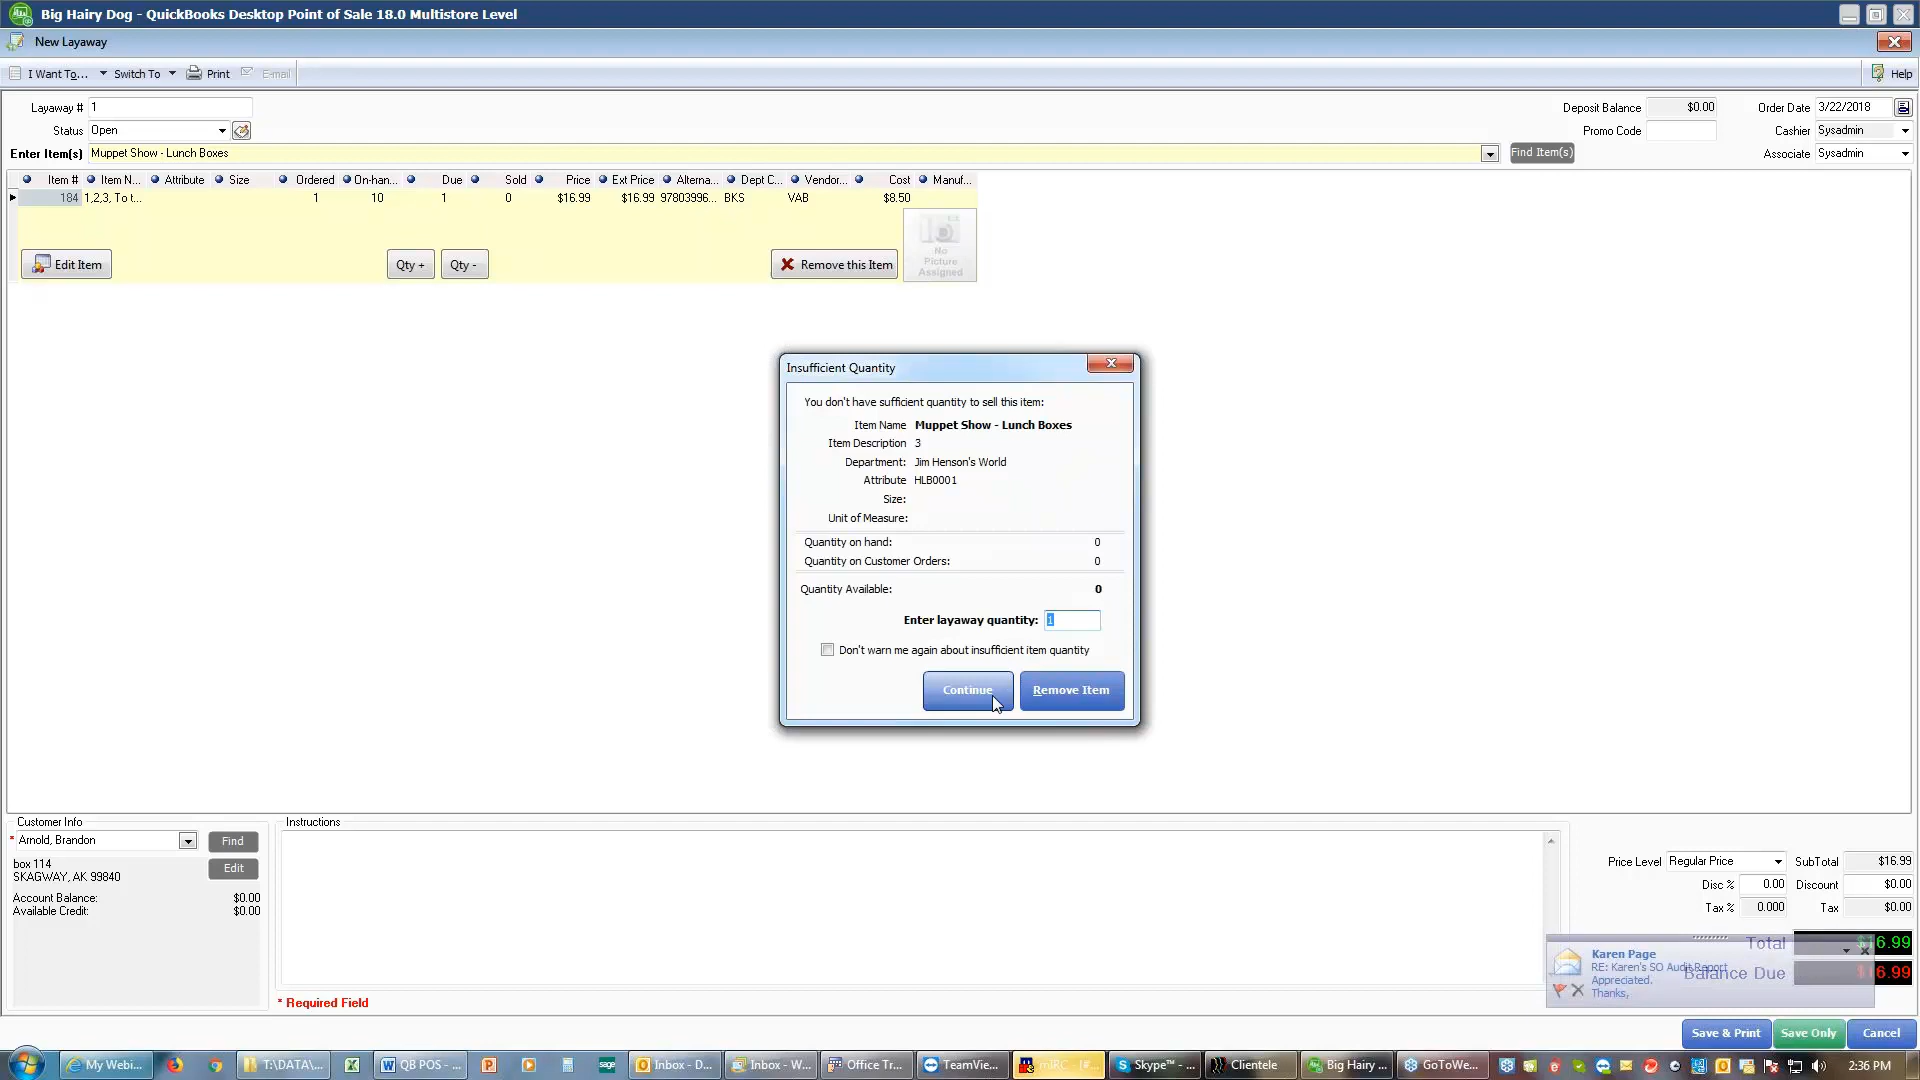 Big Hairy Dog - QuickBooks Desktop Point of Sale 18.0 Multistore Level
New Layaway
I Want To... Switch To Print E-mail Help
Layaway # 1 Deposit Balance $0.00 Order Date 3/22/2018
Status Open Promo Code Cashier Sysadmin
Enter Item(s) Muppet Show - Lunch Boxes Find Item(s) Associate Sysadmin
Item # Item N... Attribute Size Ordered On-han... Due Sold Price Ext Price Alterna... Dept C... Vendor... Cost Manuf...
184 1,2,3, To t... 1 10 1 0 $16.99 $16.99 97803996... BKS VAB $8.50
Edit Item Qty + Qty - Remove this Item
No
Picture
Assigned
Insufficient Quantity
You don't have sufficient quantity to sell this item:
Item Name Muppet Show - Lunch Boxes
Item Description 3
Department: Jim Henson's World
Attribute HLB0001
Size:
Unit of Measure:
Quantity on hand: 0
Quantity on Customer Orders: 0
Quantity Available: 0
Enter layaway quantity: 1
Don't warn me again about insufficient item quantity
Continue Remove Item
Customer Info
* Arnold, Brandon Find
box 114
SKAGWAY, AK 99840
Edit
Account Balance: $0.00
Available Credit: $0.00
Instructions
* Required Field
Price Level Regular Price SubTotal $16.99
Disc % 0.00 Discount $0.00
Tax % 0.000 Tax $0.00
Total $16.99
Balance Due $16.99
Karen Page
RE: Karen's SO Audit Report
Appreciated.
Thanks,
Save & Print Save Only Cancel
My Webi... T:\DATA\... QB POS - ... sage Inbox - D... Inbox - W... Office Tr... TeamVie... mIRC - [#... Skype™ - ... Clientele Big Hairy ... GoToWe... 2:36 PM